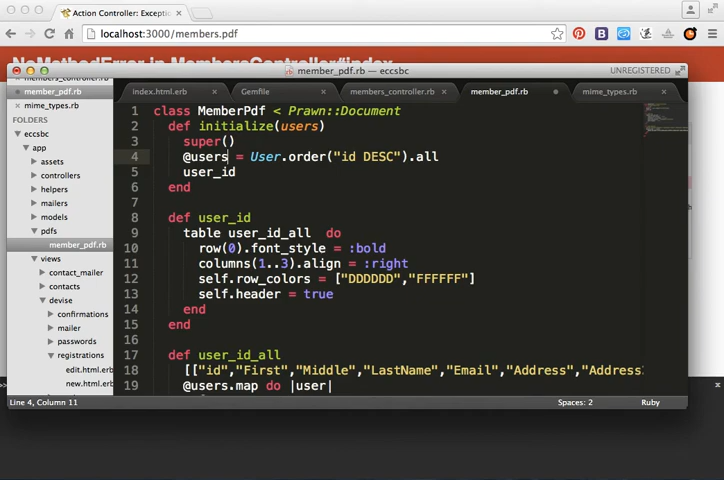 Action Controller: Excepti
localhost:3000/members.pdf
NoMethodError in MembersController#index
member_pdf.rb — eccsbc
UNREGISTERED
members_controller.rb
member_pdf.rb
mime_types.rb
FOLDERS
eccsbc
app
assets
controllers
helpers
mailers
models
pdfs
member_pdf.rb
views
contact_mailer
contacts
devise
confirmations
mailer
passwords
registrations
edit.html.erb
new.html.erb
index.html.erb
Gemfile
members_controller.rb
member_pdf.rb
mime_types.rb
1 class MemberPdf < Prawn::Document
2 def initialize(users)
3 super()
4 @users = User.order("id DESC").all
5 user_id
6 end
7
8 def user_id
9 table user_id_all do
10 row(0).font_style = :bold
11 columns(1..3).align = :right
12 self.row_colors = ["DDDDDD","FFFFFF"]
13 self.header = true
14 end
15 end
16
17 def user_id_all
18 [["id","First","Middle","LastName","Email","Address","Address
19 @users.map do |user|
Line 4, Column 11
Spaces: 2
Ruby